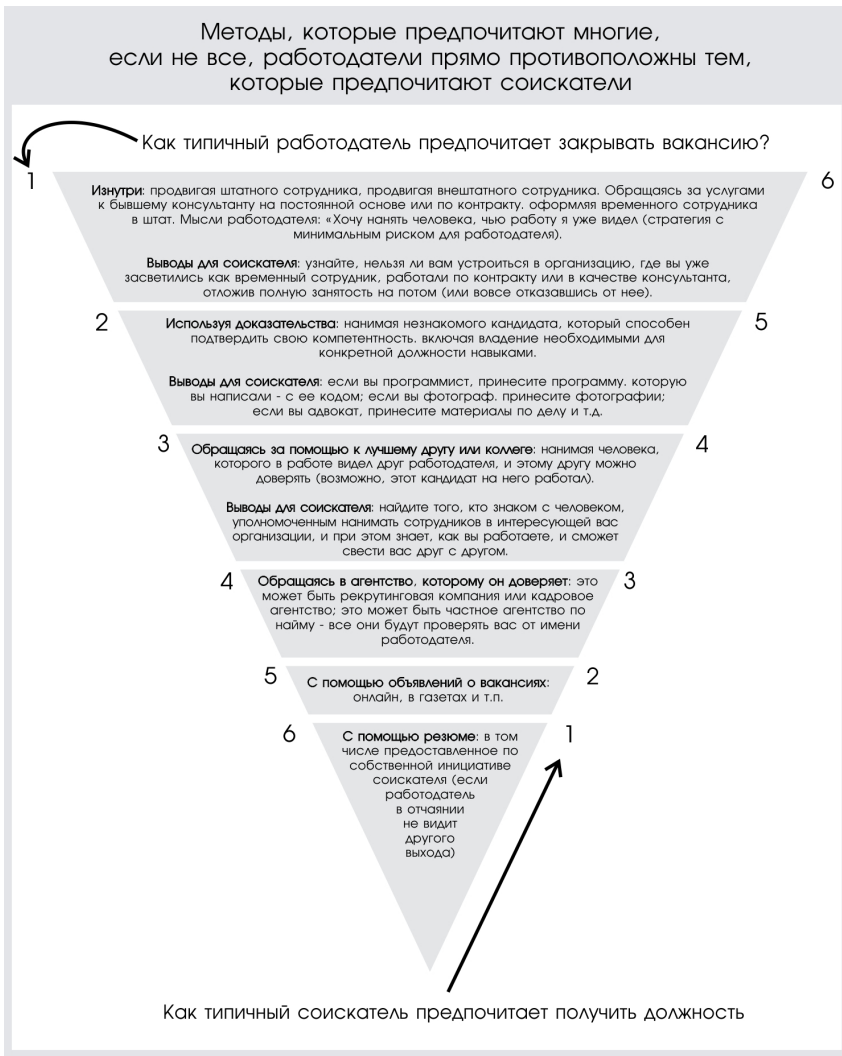 Методы, которые предпочитают многие,
если не все, работодатели прямо противоположны тем,
которые предпочитают соискатели
Как типичный работодатель предпочитает закрывать вакансию?
1
6
Изнутри: продвигая штатного сотрудника, продвигая внештатного сотрудника. Обращаясь за услугами
к бывшему консультанту на постоянной основе или по контракту. оформляя временного сотрудника
в штат. Мысли работодателя: «Хочу нанять человека, чью работу я уже видел (стратегия с
минимальным риском для работодателя).
Выводы для соискателя: узнайте, нельзя ли вам устроиться в организацию, где вы уже
засветились как временный сотрудник, работали по контракту или в качестве консультанта,
отложив полную занятость на потом (или вовсе отказавшись от нее).
2
5
Используя доказательства: нанимая незнакомого кандидата, который способен
подтвердить свою компетентность. включая владение необходимыми для
конкретной должности навыками.
Выводы для соискателя: если вы программист, принесите программу. которую
вы написали - с ее кодом; если вы фотограф. принесите фотографии;
если вы адвокат, принесите материалы по делу и т.д.
3
4
Обращаясь за помощью к лучшему другу или коллеге: нанимая человека,
которого в работе видел друг работодателя, и этому другу можно
доверять (возможно, этот кандидат на него работал).
Выводы для соискателя: найдите того, кто знаком с человеком,
уполномоченным нанимать сотрудников в интересующей вас
организации, и при этом знает, как вы работаете, и сможет
свести вас друг с другом.
4
3
Обращаясь в агентство, которому он доверяет: это
может быть рекрутинговая компания или кадровое
агентство; это может быть частное агентство по
найму - все они будут проверять вас от имени
работодателя.
5
2
С помощью объявлений о вакансиях:
онлайн, в газетах и т.п.
6
1
С помощью резюме: в том
числе предоставленное по
собственной инициативе
соискателя (если
работодатель
в отчаянии
не видит
другого
выхода)
Как типичный соискатель предпочитает получить должность